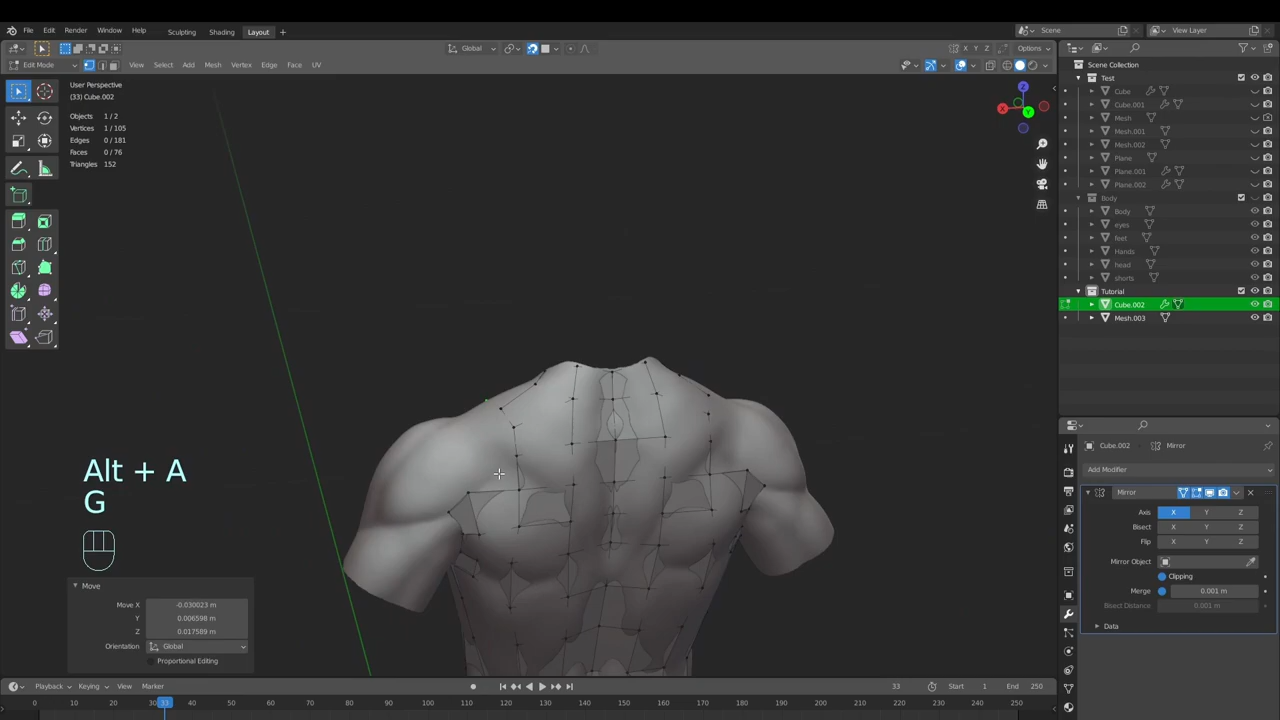 File Edit Render Window Help Sculpting Shading Layout + Scene View Layer
Global X Y Z Options
Edit Mode View Select Add Mesh Vertex Edge Face UV
User Perspective
(33) Cube.002
Objects 1 / 2
Vertices 1 / 105
Edges 0 / 181
Faces 0 / 76
Triangles 152
Z
X
Y
Alt + A
G
Move
Move X -0.030023 m
Y 0.006598 m
Z 0.017589 m
Orientation Global
Proportional Editing
Scene Collection
Test
Cube
Cube.001
Mesh
Mesh.001
Mesh.002
Plane
Plane.001
Plane.002
Body
Body
eyes
feet
Hands
head
shorts
Tutorial
Cube.002
Mesh.003
Cube.002 Mirror
Add Modifier
Mirror
Axis X Y Z
Bisect X Y Z
Flip X Y Z
Mirror Object
Clipping
Merge 0.001 m
Bisect Distance 0.001 m
Data
Playback Keying View Marker 33 Start 1 End 250
0 10 20 33 40 50 60 70 80 90 100 110 120 130 140 150 160 170 180 190 200 210 220 230 240 250